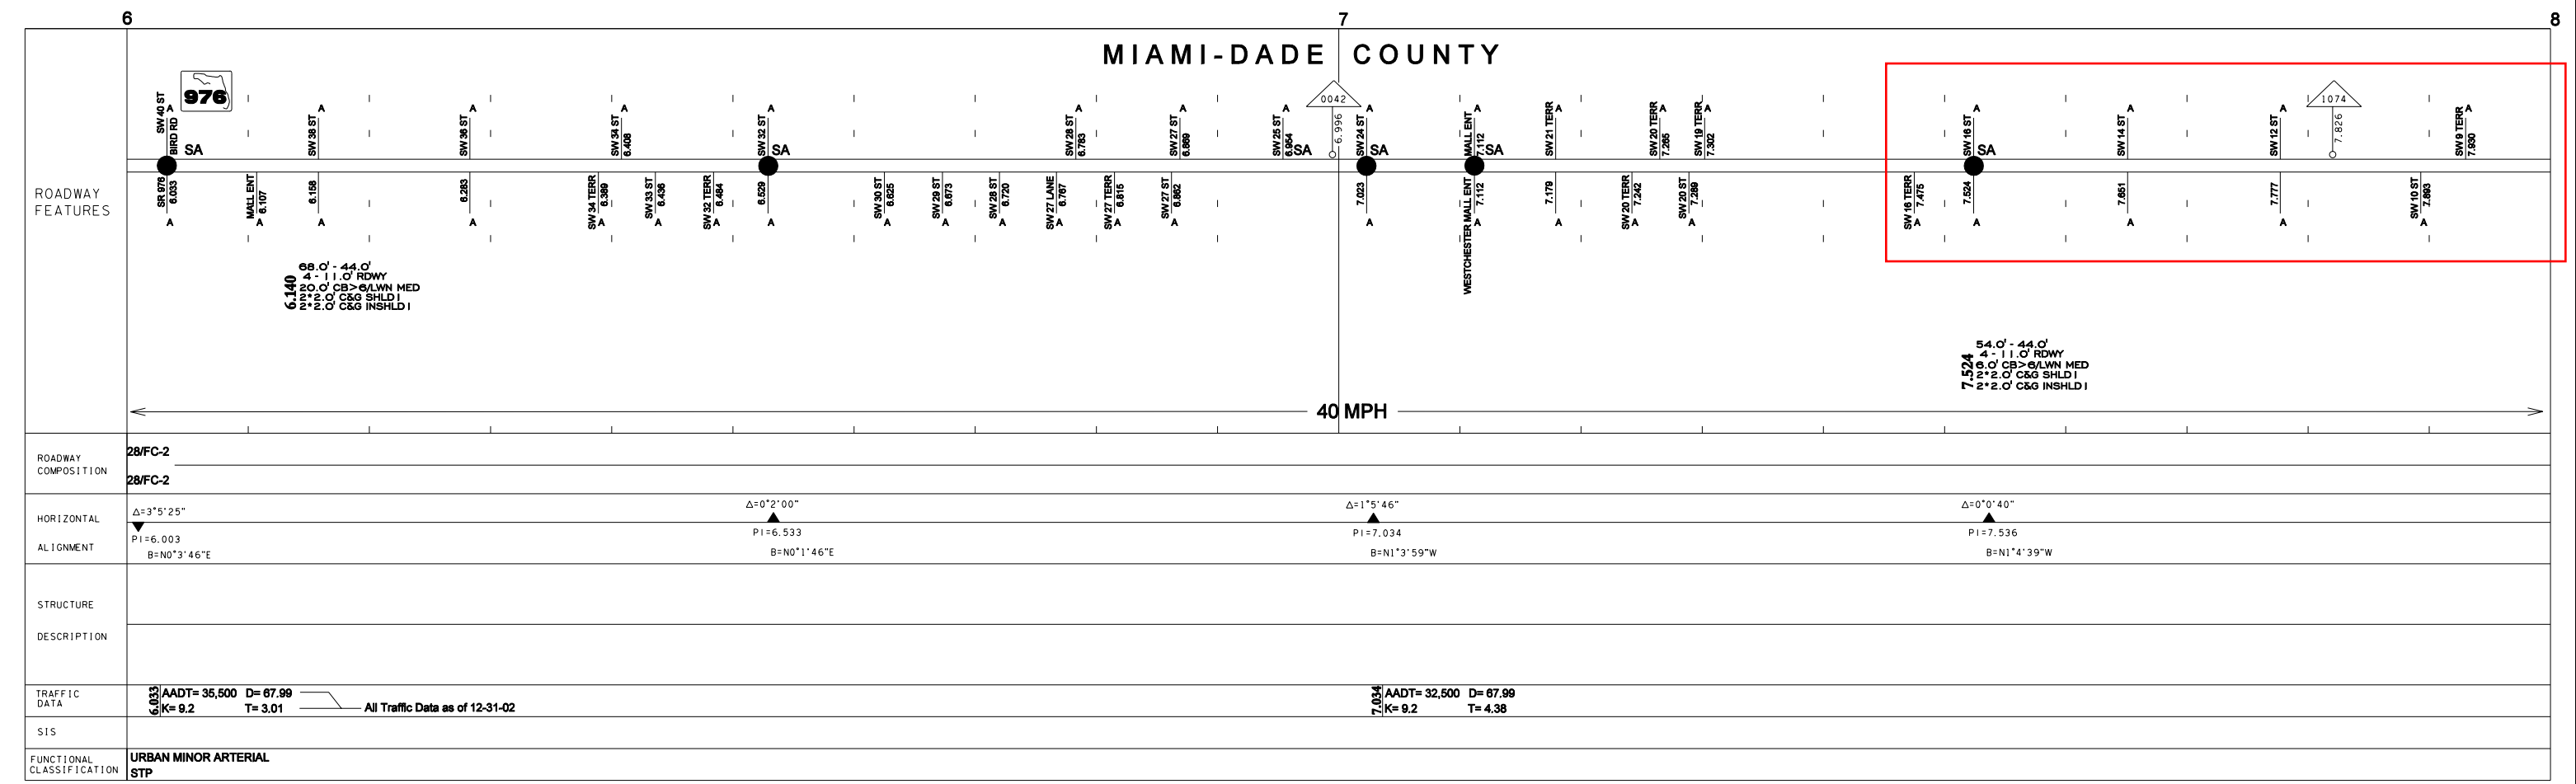 6
7
8
MIAMI-DADE COUNTY
ROADWAY
FEATURES
SW 40 ST
A
BIRD RD
976
SA
SR 976
6.033
A
MALL ENT
6.107
A
SW 38 ST
A
6.158
A
SW 36 ST
A
6.283
A
SW 34 TERR
6.389
A
SW 34 ST
6.408
A
SW 33 ST
6.436
A
SW 32 TERR
6.484
A
SW 32 ST
A
SA
6.529
A
SW 30 ST
6.625
A
SW 29 ST
6.673
A
SW 28 ST
6.720
A
SW 27 LANE
6.767
A
SW 28 ST
6.783
A
SW 27 TERR
6.815
A
SW 27 ST
6.862
A
SW 27 ST
6.869
A
SW 25 ST
6.954
A
SA
0042
6.996
SW 24 ST
A
SA
7.023
A
MALL ENT
7.112
A
SA
WESTCHESTER MALL ENT
7.112
A
SW 21 TERR
A
7.179
A
SW 20 TERR
7.242
A
SW 20 TERR
7.265
A
SW 20 ST
7.289
A
SW 19 TERR
7.302
A
SW 16 TERR
7.475
A
SW 16 ST
A
SA
7.524
A
SW 14 ST
A
7.651
A
SW 12 ST
A
7.777
A
1074
7.826
SW 10 ST
7.893
A
SW 9 TERR
7.930
A
6.140
68.0' - 44.0'
4 - 11.0' RDWY
20.0' CB>6/LWN MED
2*2.0' C&G SHLD1
2*2.0' C&G INSHLD1
7.524
54.0' - 44.0'
4 - 11.0' RDWY
6.0' CB>6/LWN MED
2*2.0' C&G SHLD1
2*2.0' C&G INSHLD1
40 MPH
ROADWAY
COMPOSITION
28/FC-2
28/FC-2
HORIZONTAL
ALIGNMENT
Δ=3°5'25"
PI=6.003
B=N0°3'46"E
Δ=0°2'00"
PI=6.533
B=N0°1'46"E
Δ=1°5'46"
PI=7.034
B=N1°3'59"W
Δ=0°0'40"
PI=7.536
B=N1°4'39"W
STRUCTURE
DESCRIPTION
TRAFFIC
DATA
6.033
AADT= 35,500 D= 67.99
K= 9.2 T= 3.01
All Traffic Data as of 12-31-02
7.034
AADT= 32,500 D= 67.99
K= 9.2 T= 4.38
SIS
FUNCTIONAL
CLASSIFICATION
URBAN MINOR ARTERIAL
STP